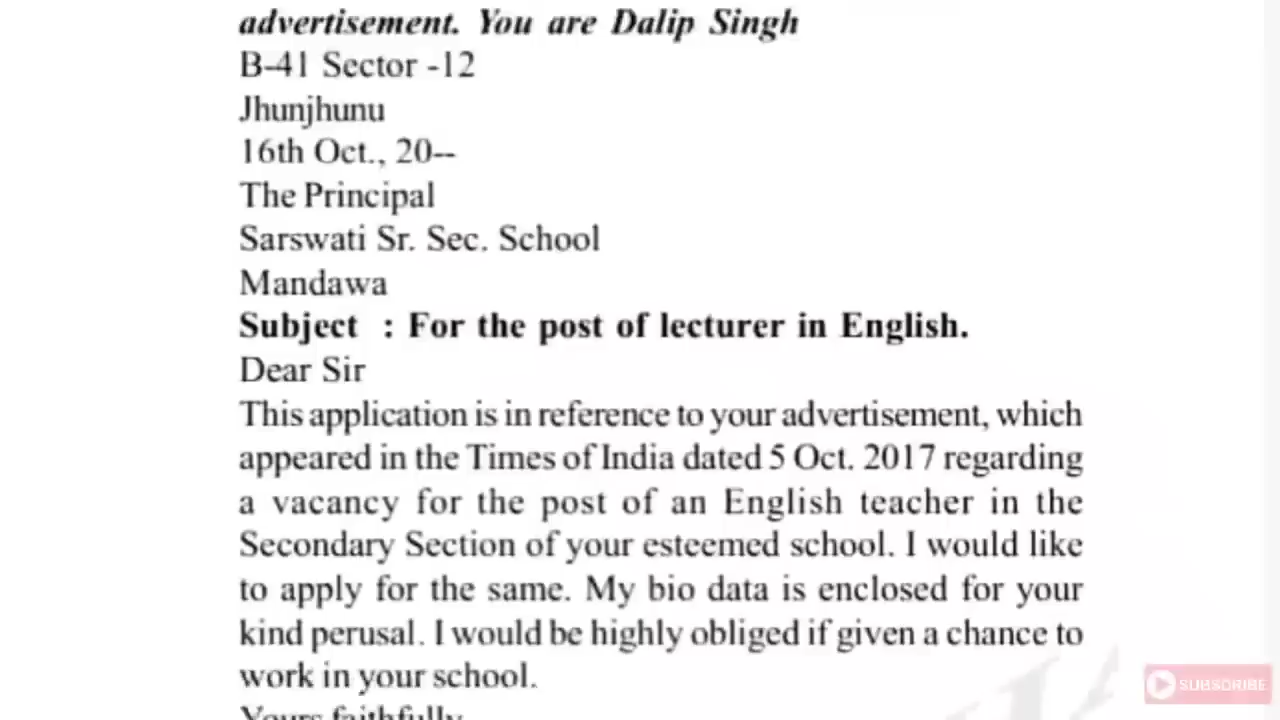 advertisement. You are Dalip Singh
B-41 Sector -12
Jhunjhunu
16th Oct., 20--
The Principal
Sarswati Sr. Sec. School
Mandawa
Subject : For the post of lecturer in English.
Dear Sir
This application is in reference to your advertisement, which
appeared in the Times of India dated 5 Oct. 2017 regarding
a vacancy for the post of an English teacher in the
Secondary Section of your esteemed school. I would like
to apply for the same. My bio data is enclosed for your
kind perusal. I would be highly obliged if given a chance to
work in your school.
Yours faithfully
SUBSCRIBE